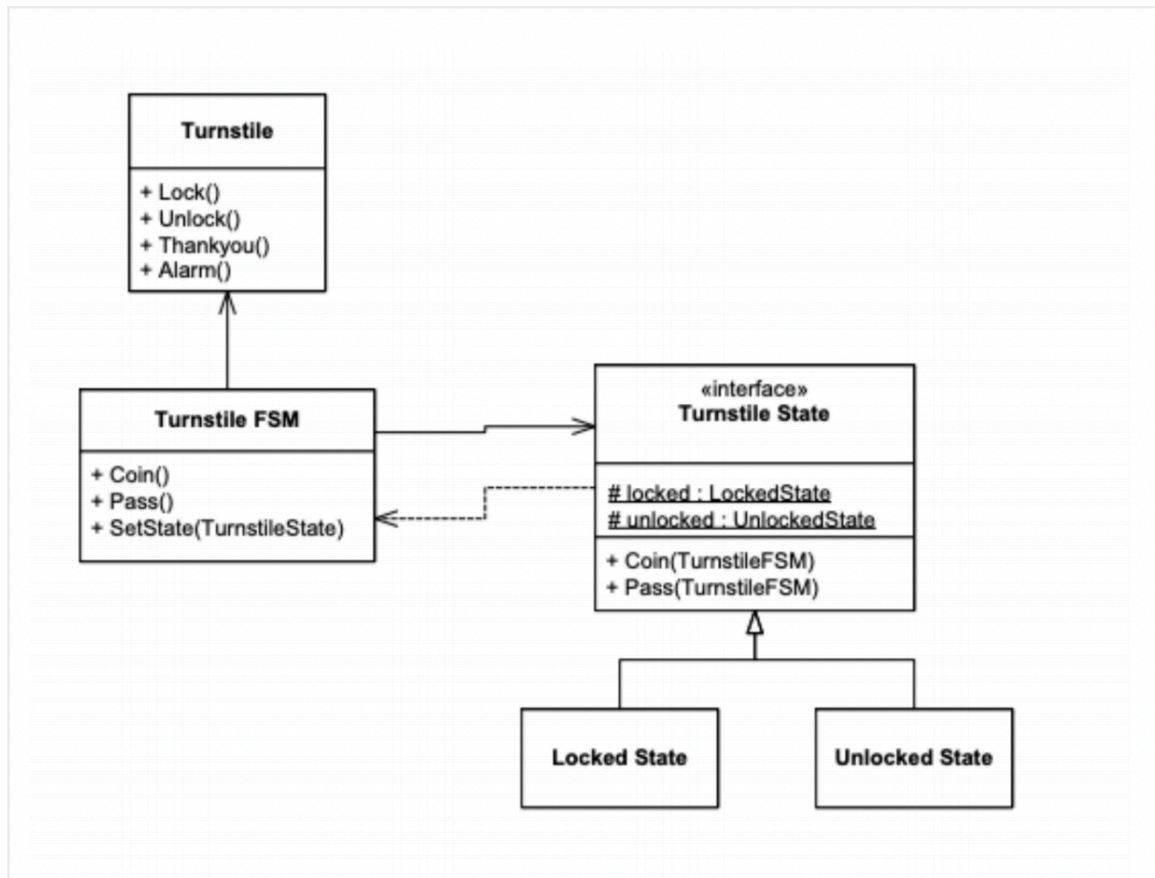 Turnstile
+ Lock()
+ Unlock()
+ Thankyou()
+ Alarm()
Turnstile FSM
+ Coin()
+ Pass()
+ SetState(TurnstileState)
«interface»
Turnstile State
# locked : LockedState
# unlocked : UnlockedState
+ Coin(TurnstileFSM)
+ Pass(TurnstileFSM)
Locked State
Unlocked State